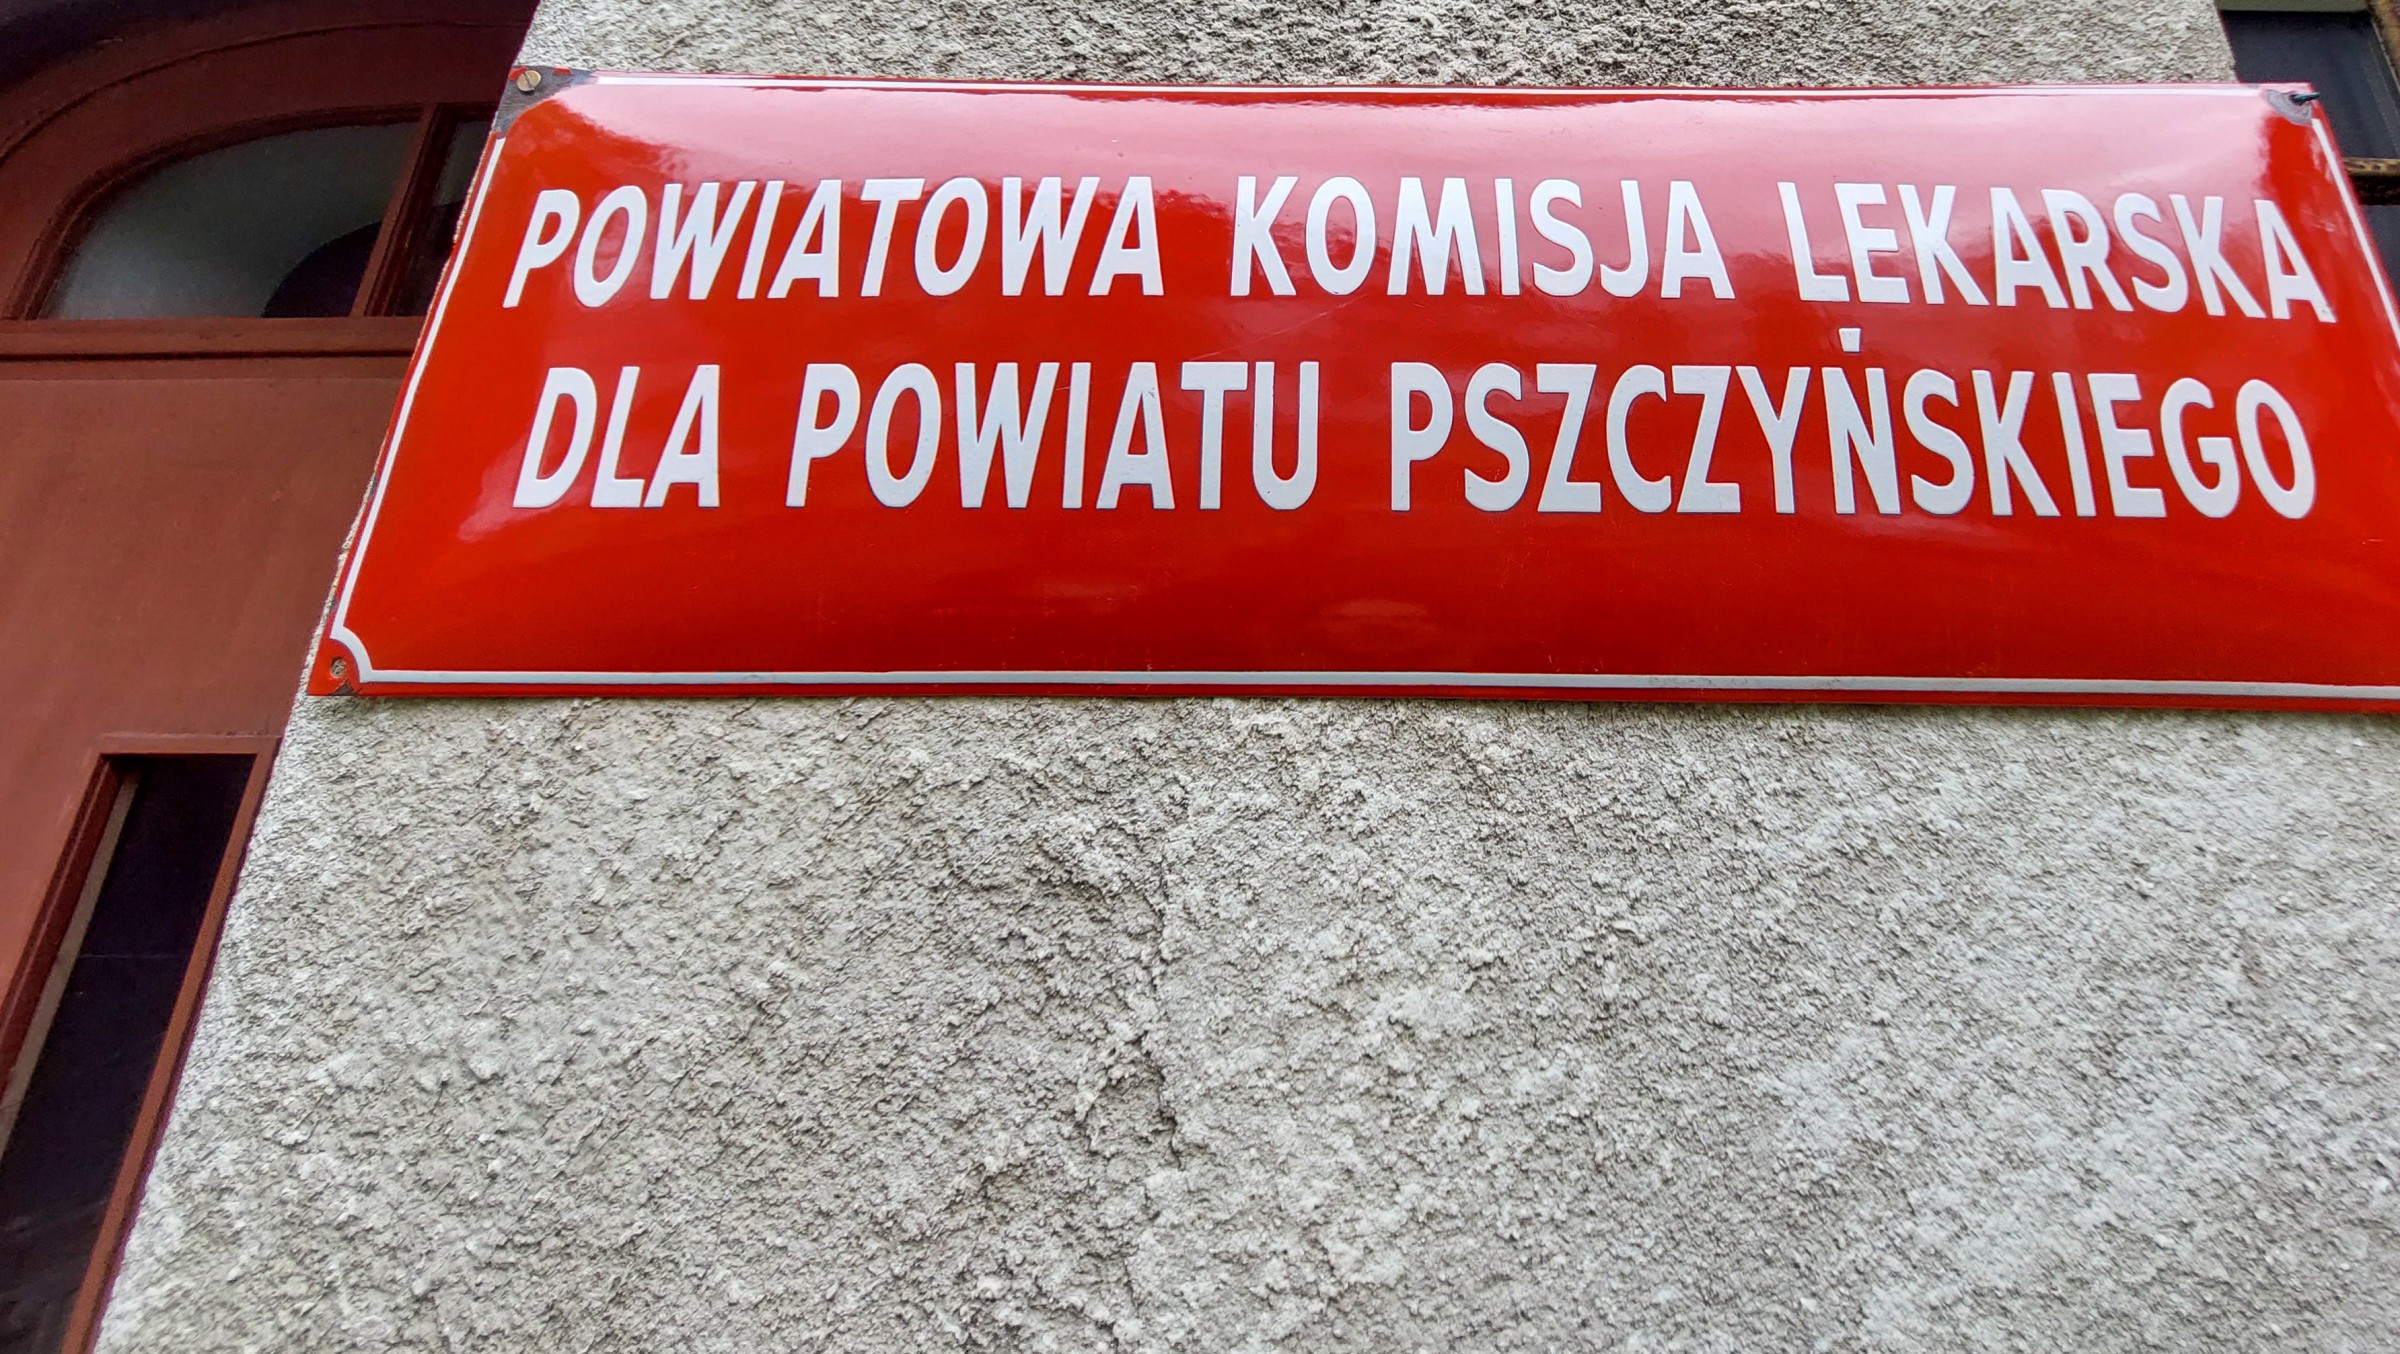 POWIATOWA KOMISJA LEKARSKA
DLA POWIATU PSZCZYŃSKIEGO